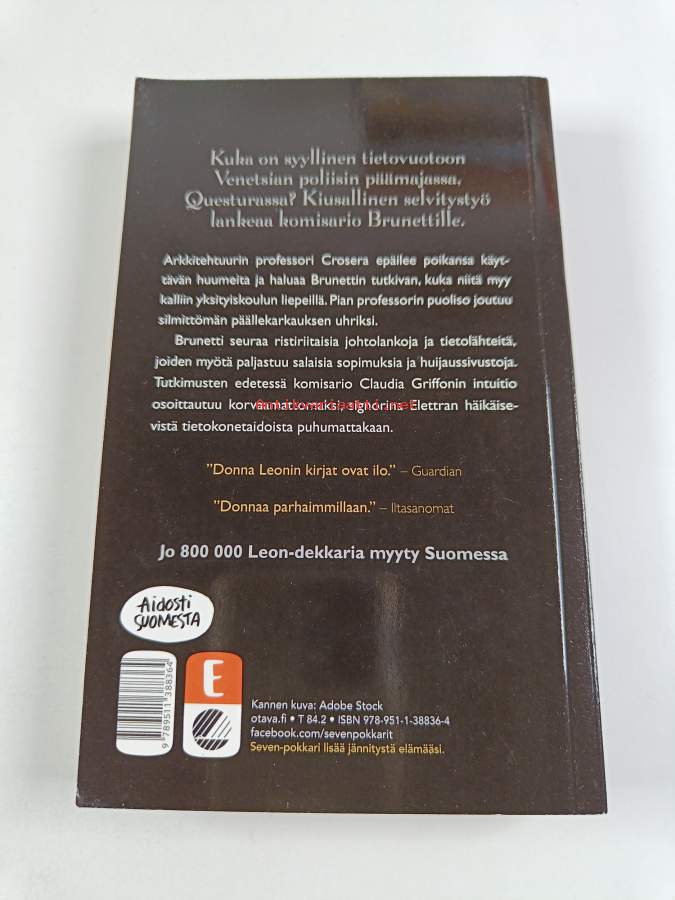 Kuka on syyllinen tietovuotoon
Venetsian poliisin päämajassa,
Questurassa? Kiusallinen selvitystyö
lankeaa komisario Brunettille.
Arkkitehtuurin professori Crosera epäilee poikansa käyt-
tävän huumeita ja haluaa Brunettin tutkivan, kuka niitä myy
kalliin yksityiskoulun liepeillä. Pian professorin puoliso joutuu
silmittömän päällekarkauksen uhriksi.
Brunetti seuraa ristiriitaisia johtolankoja ja tietolähteitä,
joiden myötä paljastuu salaisia sopimuksia ja huijaussivustoja.
Tutkimusten edetessä komisario Claudia Griffonin intuitio
osoittautuu korvaamattomaksi, signorina Elettran häikäise-
vistä tietokonetaidoista puhumattakaan.
"Donna Leonin kirjat ovat ilo." – Guardian
"Donnaa parhaimmillaan." – Iltasanomat
Jo 800 000 Leon-dekkaria myyty Suomessa
Aidosti
SUOMESTA
E
9 789511 388364
Kannen kuva: Adobe Stock
otava.fi • T 84.2 • ISBN 978-951-1-38836-4
facebook.com/sevenpokkarit
Seven-pokkari lisää jännitystä elämääsi.